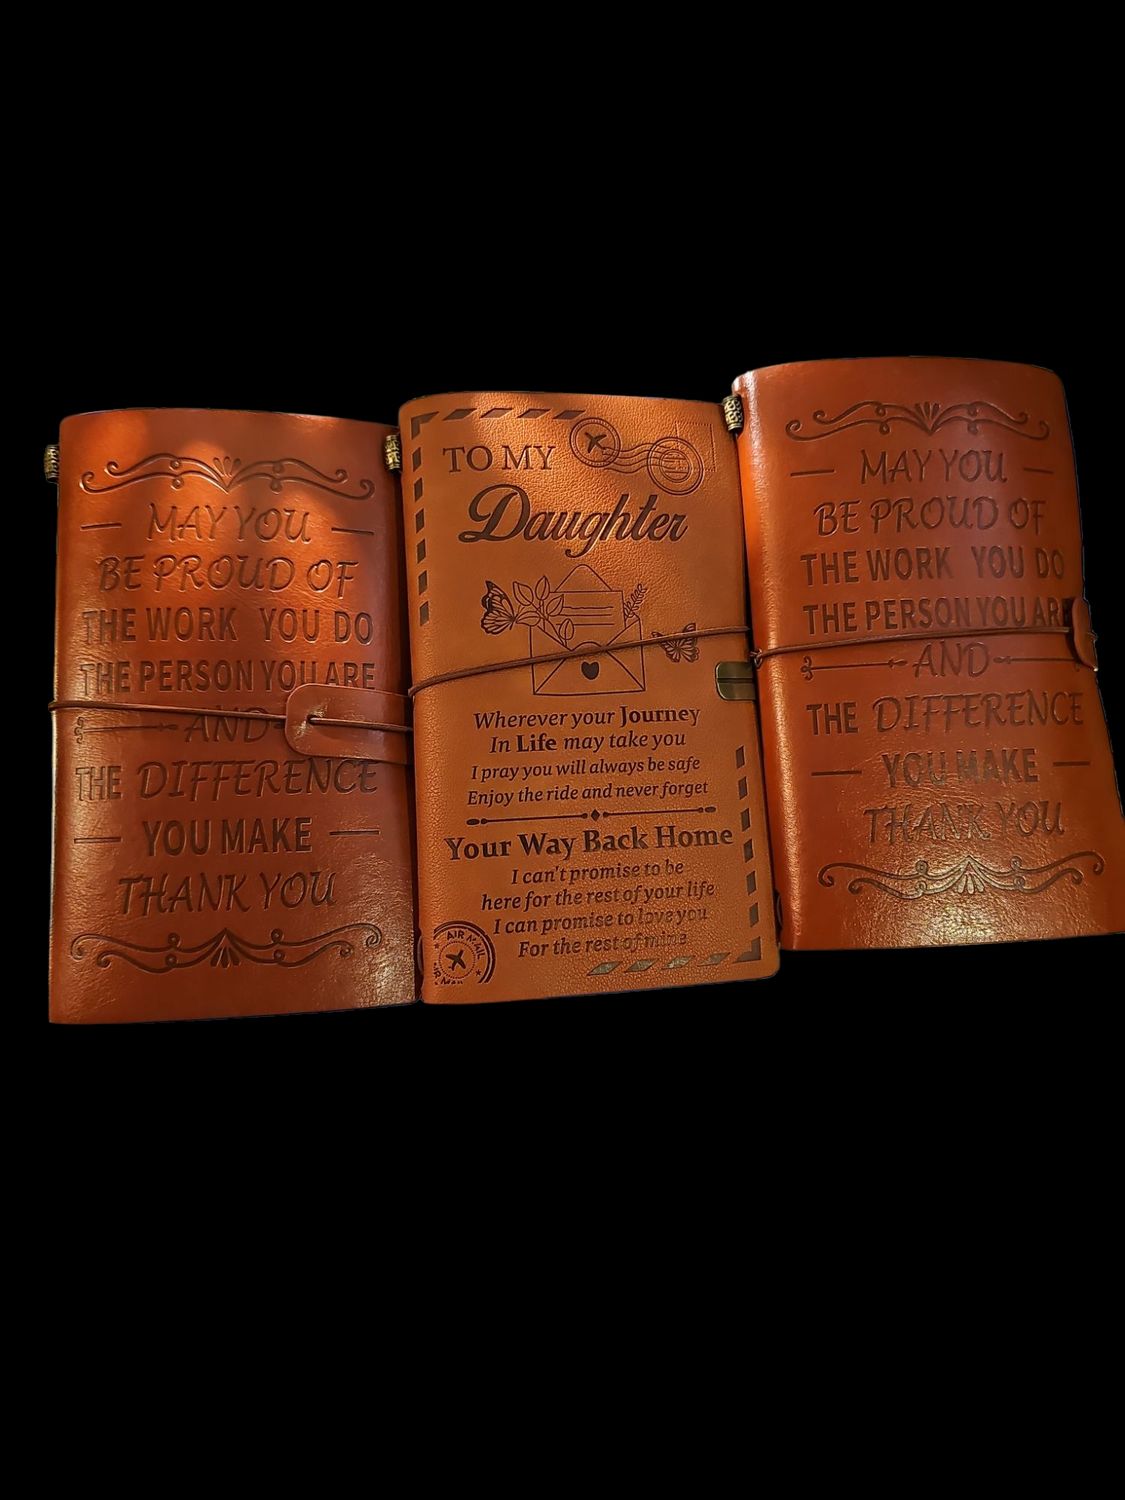 MAY YOU
BE PROUD OF
THE WORK YOU DO
THE PERSON YOU ARE
AND
THE DIFFERENCE
YOU MAKE
THANK YOU
TO MY
Daughter
Wherever your Journey
In Life may take you
I pray you will always be safe
Enjoy the ride and never forget
Your Way Back Home
I can't promise to be
here for the rest of your life
I can promise to love you
For the rest of mine
AIR MAIL
MAY YOU
BE PROUD OF
THE WORK YOU DO
THE PERSON YOU ARE
AND
THE DIFFERENCE
YOU MAKE
THANK YOU